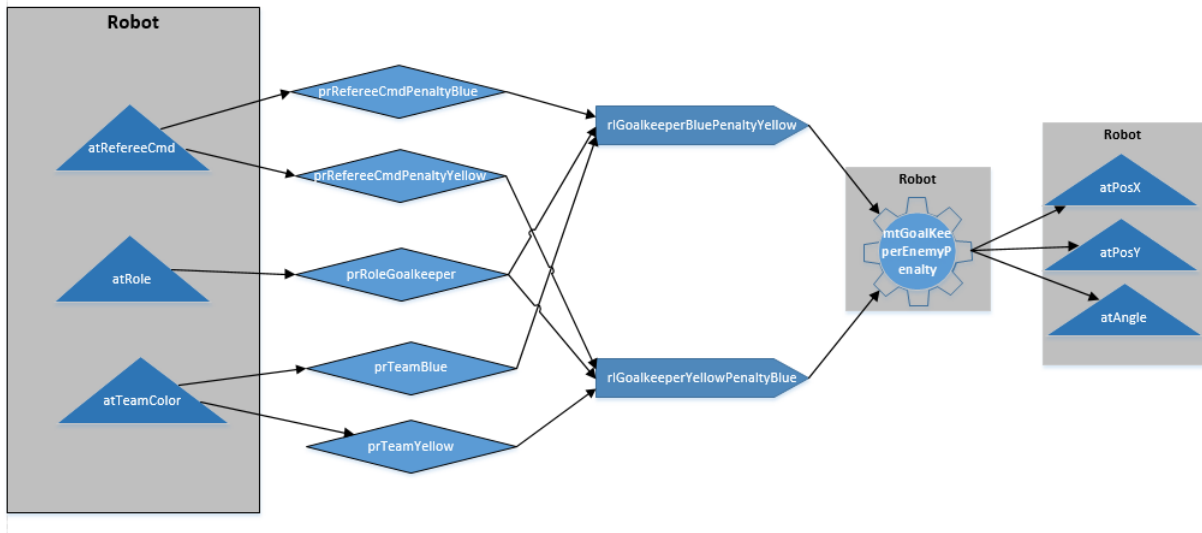 Robot
atRefereeCmd
atRole
atTeamColor
prRefereeCmdPenaltyBlue
prRefereeCmdPenaltyYellow
prRoleGoalkeeper
prTeamBlue
prTeamYellow
rlGoalkeeperBluePenaltyYellow
rlGoalkeeperYellowPenaltyBlue
Robot
mtGoalKee
perEnemyP
enalty
Robot
atPosX
atPosY
atAngle